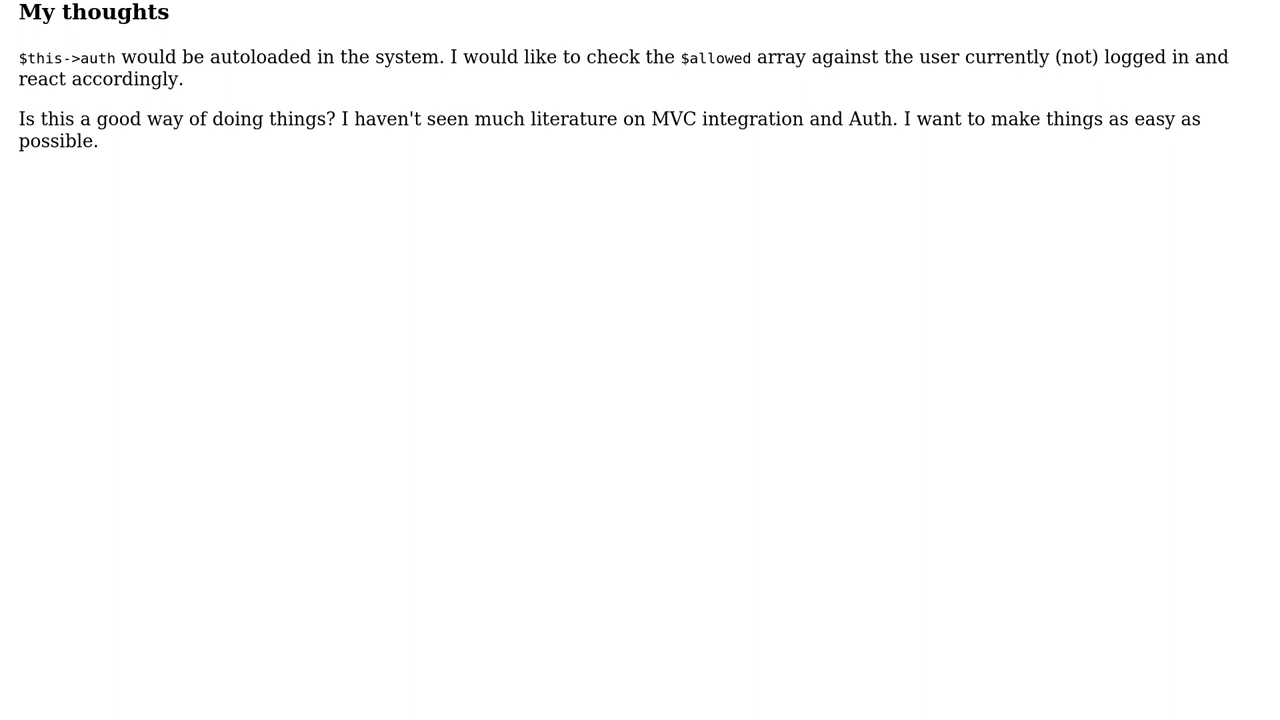 My thoughts
$this->auth would be autoloaded in the system. I would like to check the $allowed array against the user currently (not) logged in and
react accordingly.
Is this a good way of doing things? I haven't seen much literature on MVC integration and Auth. I want to make things as easy as
possible.